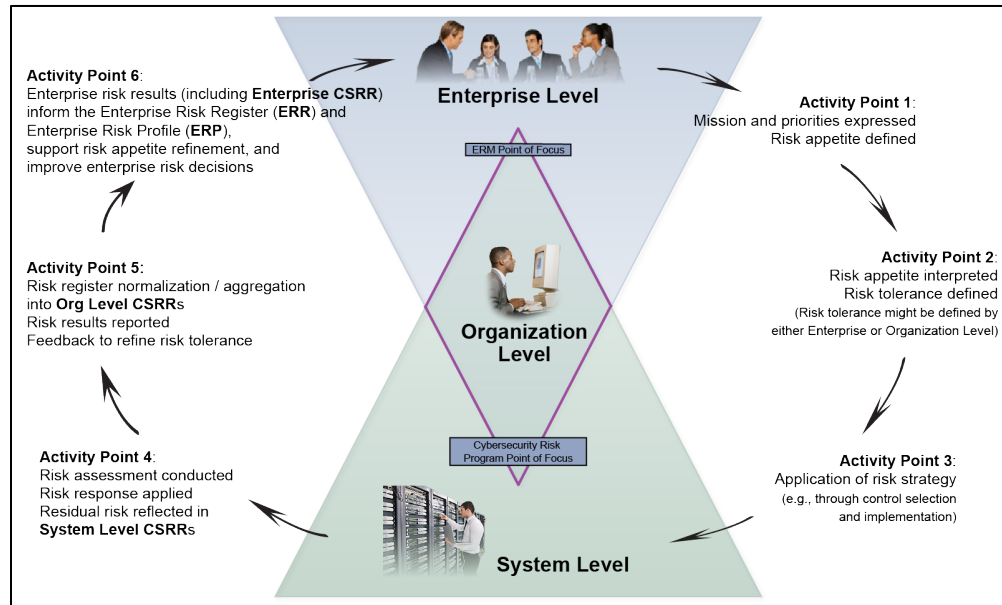 Activity Point 6:
Enterprise risk results (including Enterprise CSRR)
inform the Enterprise Risk Register (ERR) and
Enterprise Risk Profile (ERP),
support risk appetite refinement, and
improve enterprise risk decisions
Enterprise Level
ERM Point of Focus
Activity Point 1:
Mission and priorities expressed
Risk appetite defined
Activity Point 5:
Risk register normalization / aggregation
into Org Level CSRRs
Risk results reported
Feedback to refine risk tolerance
Organization
Level
Activity Point 2:
Risk appetite interpreted
Risk tolerance defined
(Risk tolerance might be defined by
either Enterprise or Organization Level)
Activity Point 4:
Risk assessment conducted
Risk response applied
Residual risk reflected in
System Level CSRRs
Cybersecurity Risk
Program Point of Focus
System Level
Activity Point 3:
Application of risk strategy
(e.g., through control selection
and implementation)